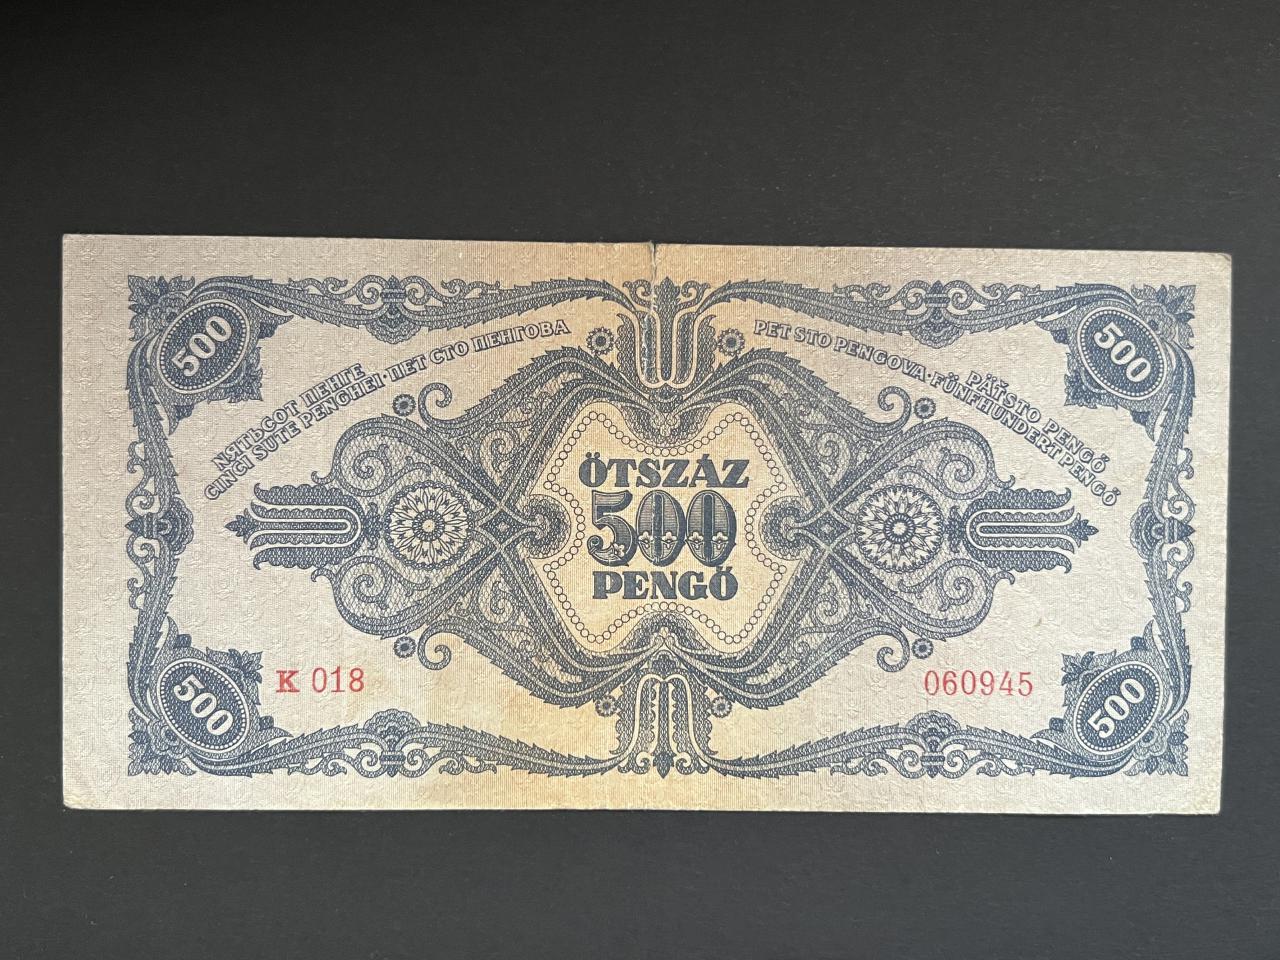 500
500
НЯТЬСОТ ПЕНГЕ
CINCI SUTE PENGHEI · ПЕТ СТО ПЕНГОВА
PET STO PENGOVA · FÜNFHUNDERT PENGŐ
PÄŤSTO PENGŐ
ÖTSZÁZ
500
PENGŐ
K 018
060945
500
500